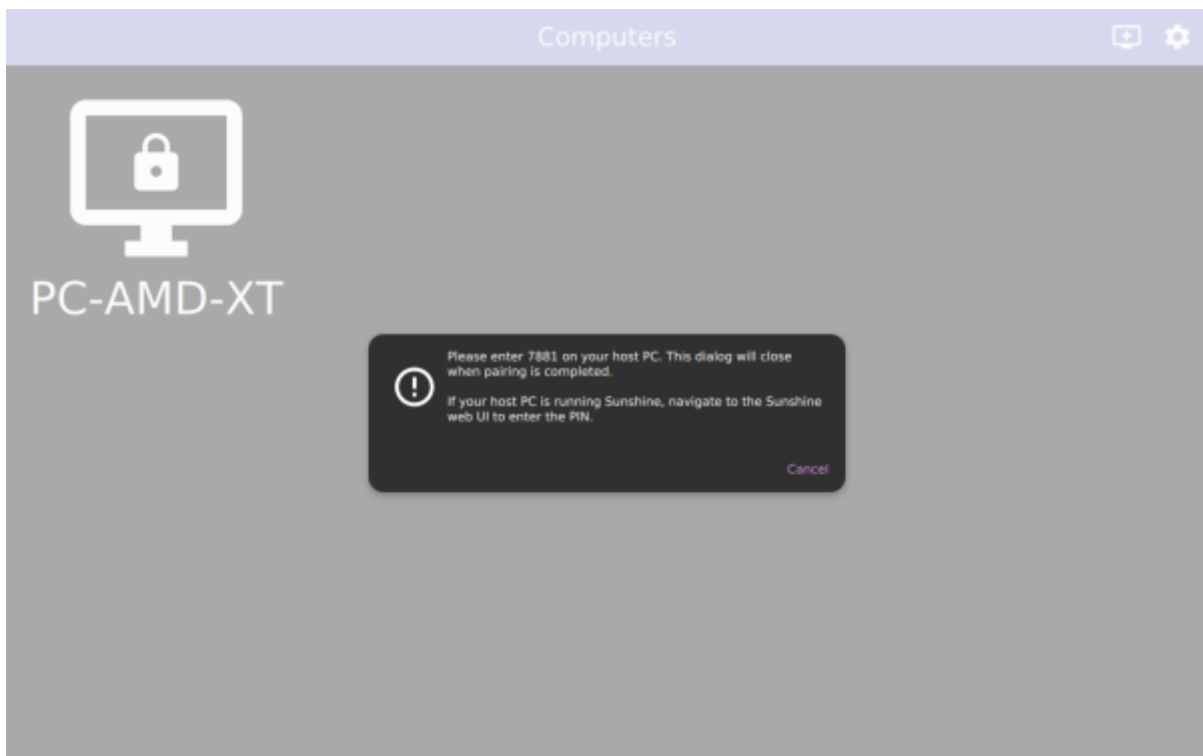 Computers
PC-AMD-XT
Please enter 7881 on your host PC. This dialog will close
when pairing is completed.
If your host PC is running Sunshine, navigate to the Sunshine
web UI to enter the PIN.
Cancel